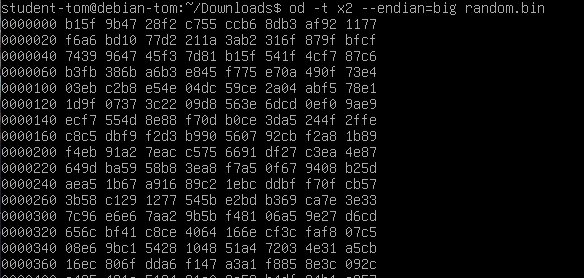 student-tom@debian-tom:~/Downloads$ od -t x2 --endian=big random.bin
0000000 b15f 9b47 28f2 c755 ccb6 8db3 af92 1177
0000020 f6a6 bd10 77d2 211a 3ab2 316f 879f bfcf
0000040 7439 9647 45f3 7d81 b15f 541f 4cf7 87c6
0000060 b3fb 386b a6b3 e845 f775 e70a 490f 73e4
0000100 03eb c2b8 e54e 04dc 59ce 2a04 abf5 78e1
0000120 1d9f 0733 3c22 09d8 563e 6dcd 0ef0 9ae9
0000140 ecf7 554d 8e88 f70d b0ce 3da5 244f 2ffe
0000160 c8c5 dbf9 f2d3 b990 5607 92cb f2a8 1b89
0000200 f4eb 91a2 7eac c575 6691 df27 c3ea 4e87
0000220 649d ba59 58b8 3ea8 f7a5 0f67 9408 b25d
0000240 aea5 1b67 a916 89c2 1ebc ddbf f70f cb57
0000260 3b58 c129 1277 545b e2bd b369 ca7e 3e33
0000300 7c96 e6e6 7aa2 9b5b f481 06a5 9e27 d6cd
0000320 656c bf41 c8ce 4064 166e cf3c faf8 07c5
0000340 08e6 9bc1 5428 1048 51a4 7203 4e31 a5cb
0000360 16ec 806f dda6 f147 a3a1 f885 8e3c 092c